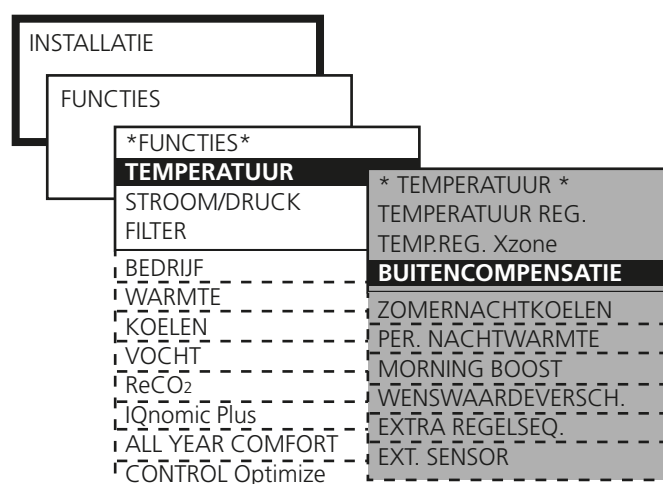 INSTALLATIE
FUNCTIES
*FUNCTIES*
TEMPERATUUR
STROOM/DRUCK
FILTER
BEDRIJF
WARMTE
KOELEN
VOCHT
ReCO2
IQnomic Plus
ALL YEAR COMFORT
CONTROL Optimize
* TEMPERATUUR *
TEMPERATUUR REG.
TEMP.REG. Xzone
BUITENCOMPENSATIE
ZOMERNACHTKOELEN
PER. NACHTWARMTE
MORNING BOOST
WENSWAARDEVERSCH.
EXTRA REGELSEQ.
EXT. SENSOR